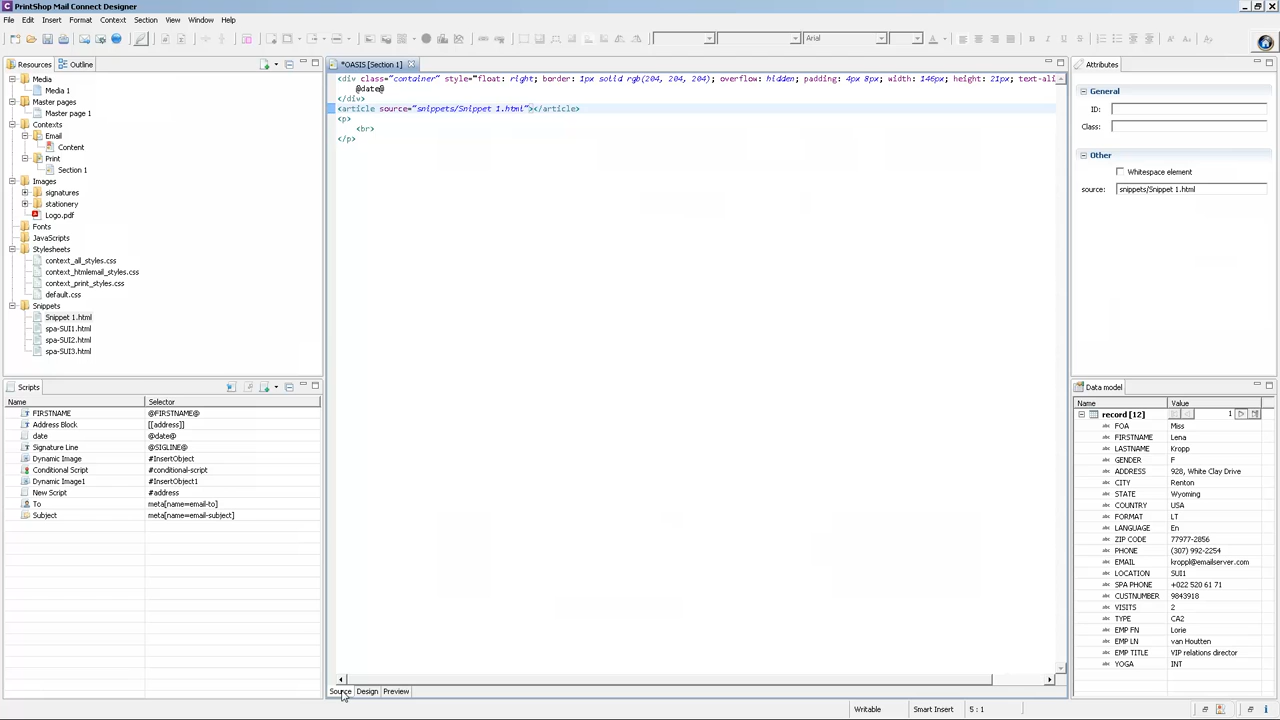 PrintShop Mail Connect Designer
File Edit Insert Format Context Section View Window Help
Arial
Resources Outline
Media
Media 1
Master pages
Master page 1
Contexts
Email
Content
Print
Section 1
Images
signatures
stationery
Logo.pdf
Fonts
JavaScripts
Stylesheets
context_all_styles.css
context_htmlemail_styles.css
context_print_styles.css
default.css
Snippets
Snippet 1.html
spa-SUI1.html
spa-SUI2.html
spa-SUI3.html
Scripts
Name Selector
FIRSTNAME @FIRSTNAME@
Address Block [[address]]
date @date@
Signature Line @SIGLINE@
Dynamic Image #InsertObject
Conditional Script #conditional-script
Dynamic Image1 #InsertObject1
New Script #address
To meta[name=email-to]
Subject meta[name=email-subject]
*OASIS [Section 1]
<div class="container" style="float: right; border: 1px solid rgb(204, 204, 204); overflow: hidden; padding: 4px 8px; width: 146px; height: 21px; text-ali
@date@
</div>
<article source="snippets/Snippet 1.html"></article>
<p>
<br>
</p>
Source Design Preview
Attributes
General
ID:
Class:
Other
Whitespace element
source: snippets/Snippet 1.html
Data model
Name Value
record [12] 1
FOA Miss
FIRSTNAME Lena
LASTNAME Kropp
GENDER F
ADDRESS 928, White Clay Drive
CITY Renton
STATE Wyoming
COUNTRY USA
FORMAT LT
LANGUAGE En
ZIP CODE 77977-2856
PHONE (307) 992-2254
EMAIL kroppl@emailserver.com
LOCATION SUI1
SPA PHONE +022 520 61 71
CUSTNUMBER 9843918
VISITS 2
TYPE CA2
EMP FN Lorie
EMP LN van Houtten
EMP TITLE VIP relations director
YOGA INT
Writable Smart Insert 5 : 1